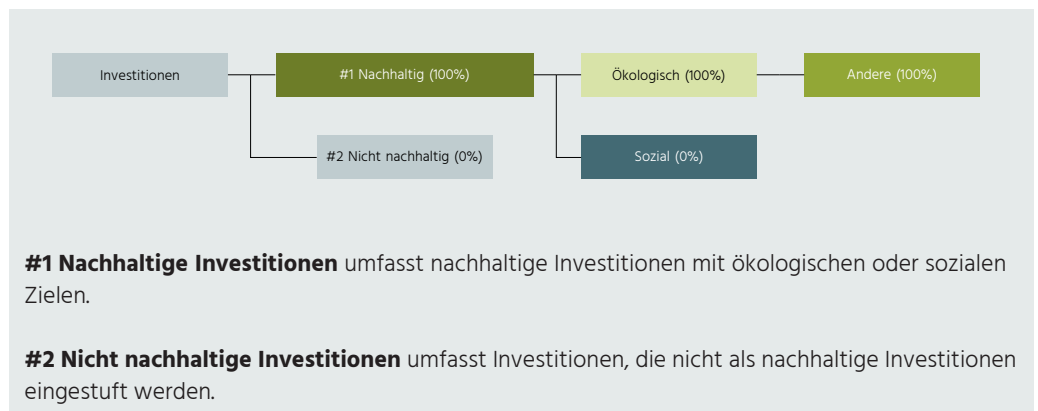 Investitionen
#1 Nachhaltig (100%)
Ökologisch (100%)
Andere (100%)
#2 Nicht nachhaltig (0%)
Sozial (0%)
#1 Nachhaltige Investitionen umfasst nachhaltige Investitionen mit ökologischen oder sozialen
Zielen.
#2 Nicht nachhaltige Investitionen umfasst Investitionen, die nicht als nachhaltige Investitionen
eingestuft werden.